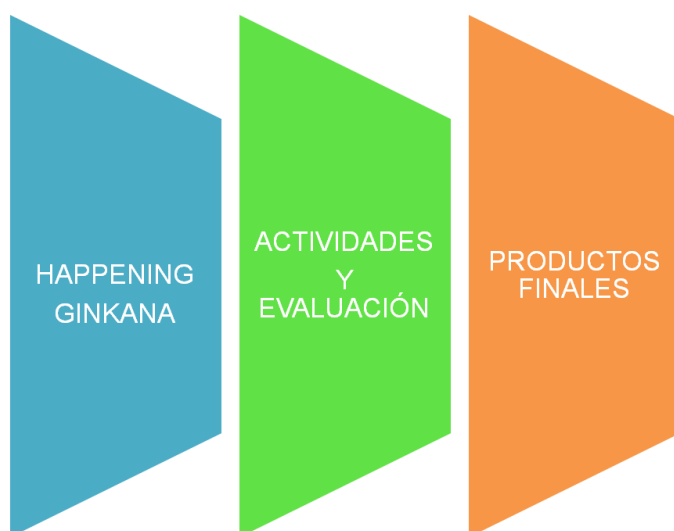 HAPPENING
GINKANA
ACTIVIDADES
Y
EVALUACIÓN
PRODUCTOS
FINALES